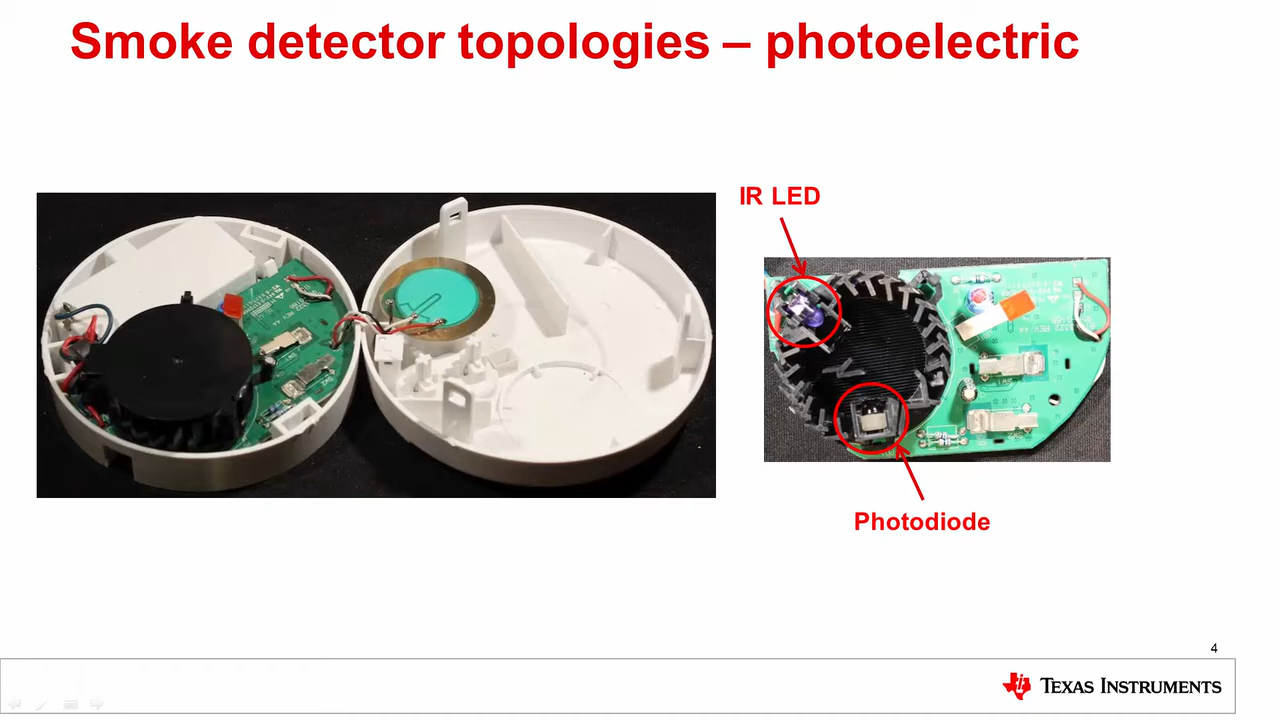 Smoke detector topologies – photoelectric
IR LED
Photodiode
4
TEXAS INSTRUMENTS